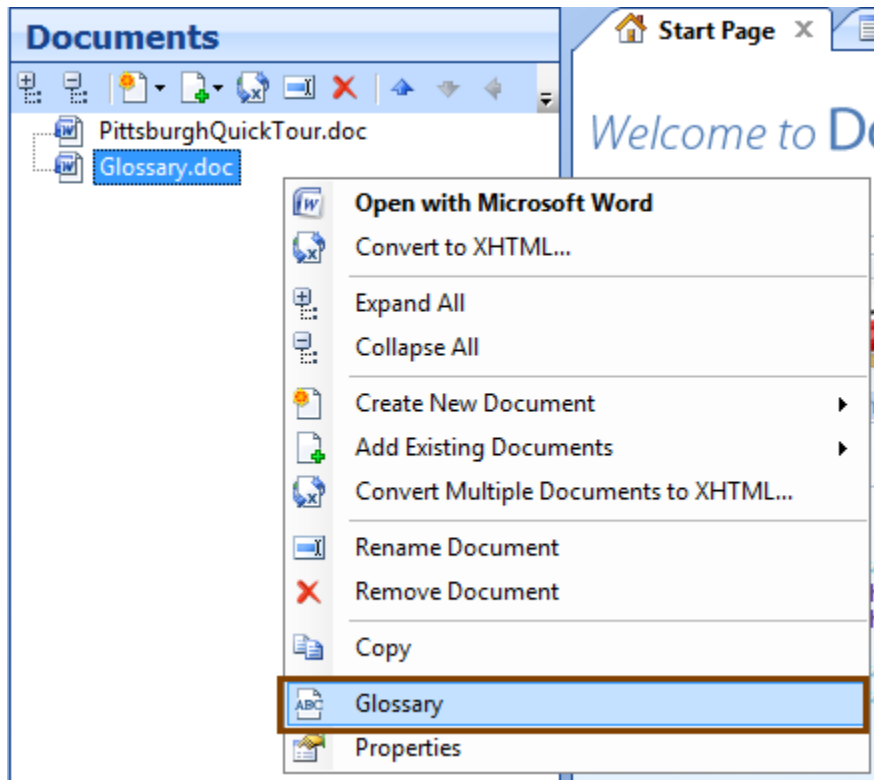 Documents
Start Page
PittsburghQuickTour.doc
Glossary.doc
Welcome to
Open with Microsoft Word
Convert to XHTML...
Expand All
Collapse All
Create New Document
Add Existing Documents
Convert Multiple Documents to XHTML...
Rename Document
Remove Document
Copy
ABC Glossary
Properties